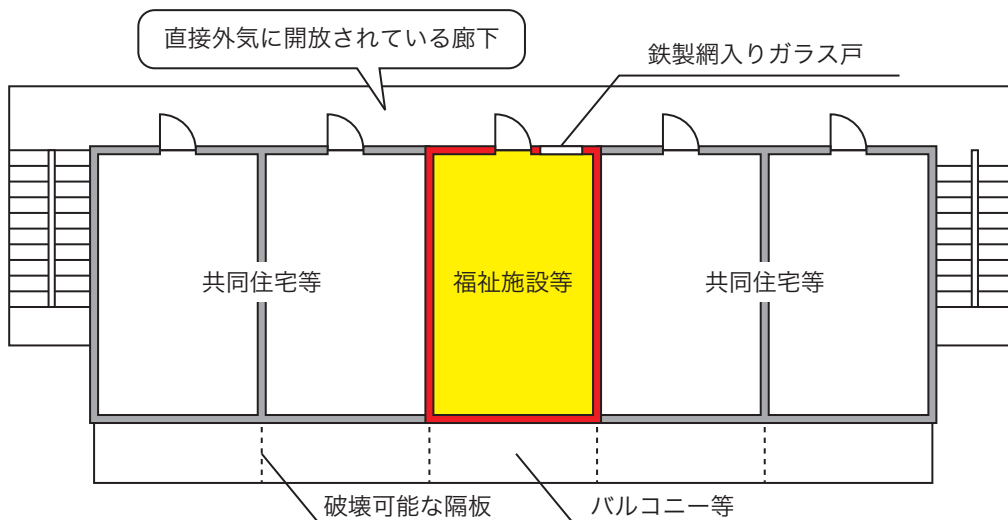 直接外気に開放されている廊下
鉄製網入りガラス戸
共同住宅等
福祉施設等
共同住宅等
破壊可能な隔板
バルコニー等